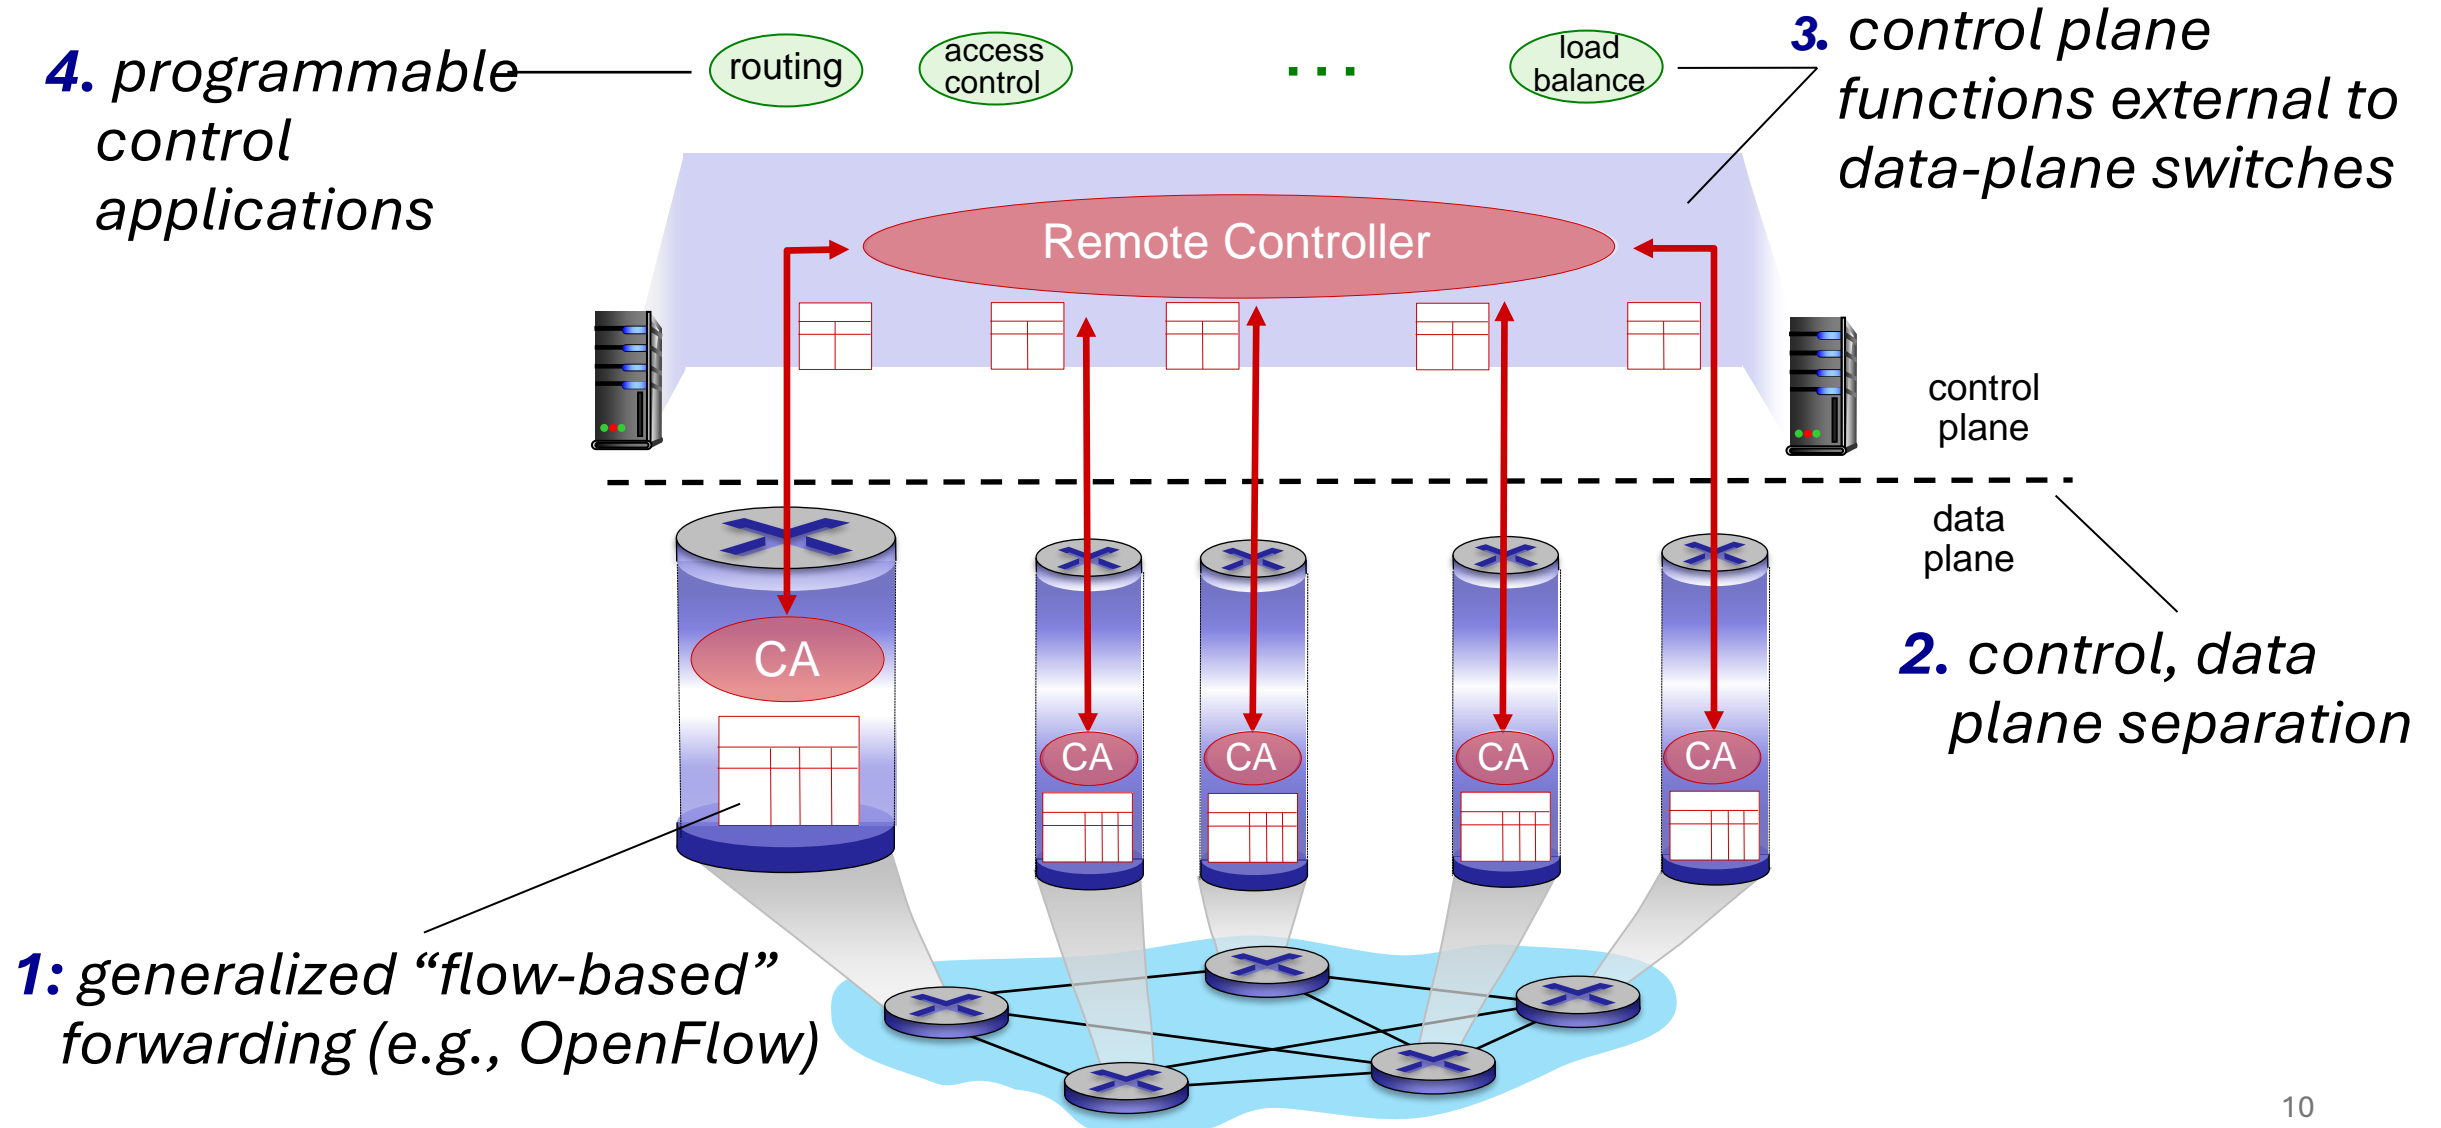 4. programmable
control
applications
routing
access
control
...
load
balance
3. control plane
functions external to
data-plane switches
Remote Controller
control
plane
data
plane
CA
CA
CA
CA
CA
2. control, data
plane separation
1: generalized “flow-based”
forwarding (e.g., OpenFlow)
10